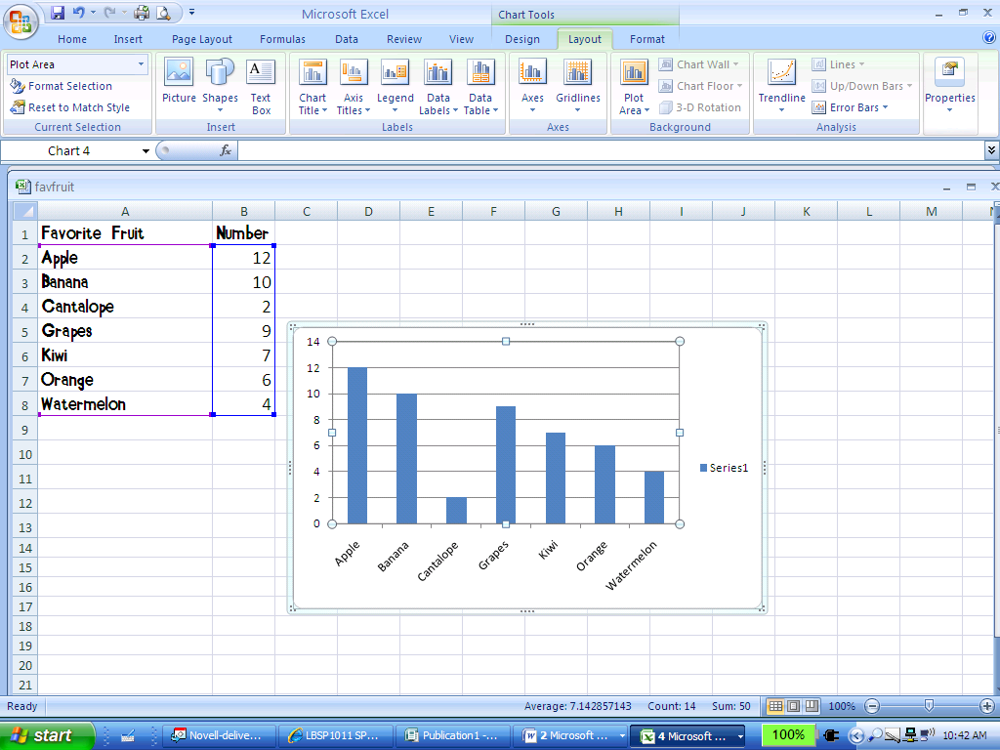 Microsoft Excel Chart Tools
Home Insert Page Layout Formulas Data Review View Design Layout Format
Plot Area
Format Selection
Reset to Match Style
Current Selection
Picture Shapes Text Box
Insert
Chart Title Axis Titles Legend Data Labels Data Table
Labels
Axes Gridlines
Axes
Plot Area Chart Wall Chart Floor 3-D Rotation
Background
Trendline Lines Up/Down Bars Error Bars
Analysis
Properties
Chart 4 fx
favfruit
A B C D E F G H I J K L M N
1 Favorite Fruit Number
2 Apple 12
3 Banana 10
4 Cantalope 2
5 Grapes 9
6 Kiwi 7
7 Orange 6
8 Watermelon 4
9
10
11
12
13
14
15
16
17
18
19
20
21
14
12
10
8
6
4
2
0
Apple Banana Cantalope Grapes Kiwi Orange Watermelon
Series1
Ready Average: 7.142857143 Count: 14 Sum: 50 100%
start Novell-delive... LBSP1011 SP... Publication1 -... 2 Microsoft ... 4 Microsoft ... 100% 10:42 AM